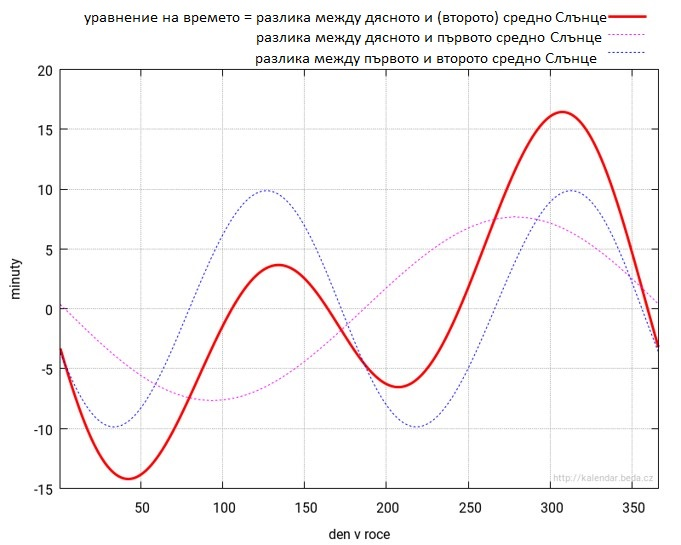 уравнение на времето = разлика между дясното и (второто) средно Слънце
разлика между дясното и първото средно Слънце
разлика между първото и второто средно Слънце
20
15
10
5
0
-5
-10
-15
minuty
50 100 150 200 250 300 350
den v roce
http://kalendar.beda.cz